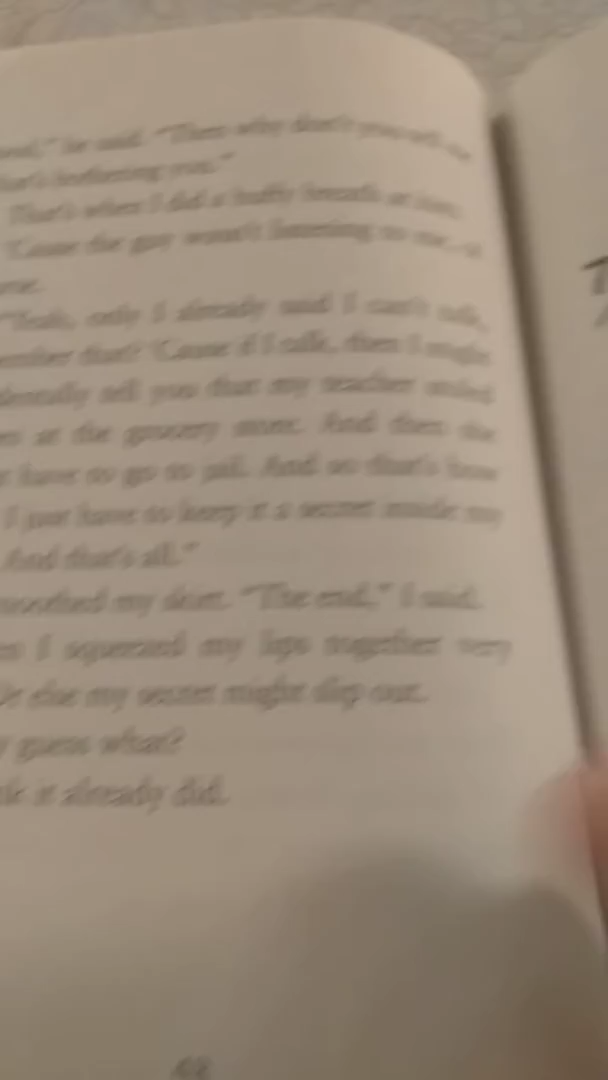 he said. "Then why don't you tell me
bothering you."
That's when I did a huffy breath at him.
'Cause the guy wasn't listening to me,
"Yeah, only I already said I can't talk,
that? 'Cause if I talk, then I might
tell you that my teacher
at the grocery store. And then she
have to go to jail. And so that's how
I just have to keep it a secret inside my
And that's all."
my skirt. "The end," I said.
I squeezed my lips together very
Or else my secret might slip out.
guess what?
it already did.